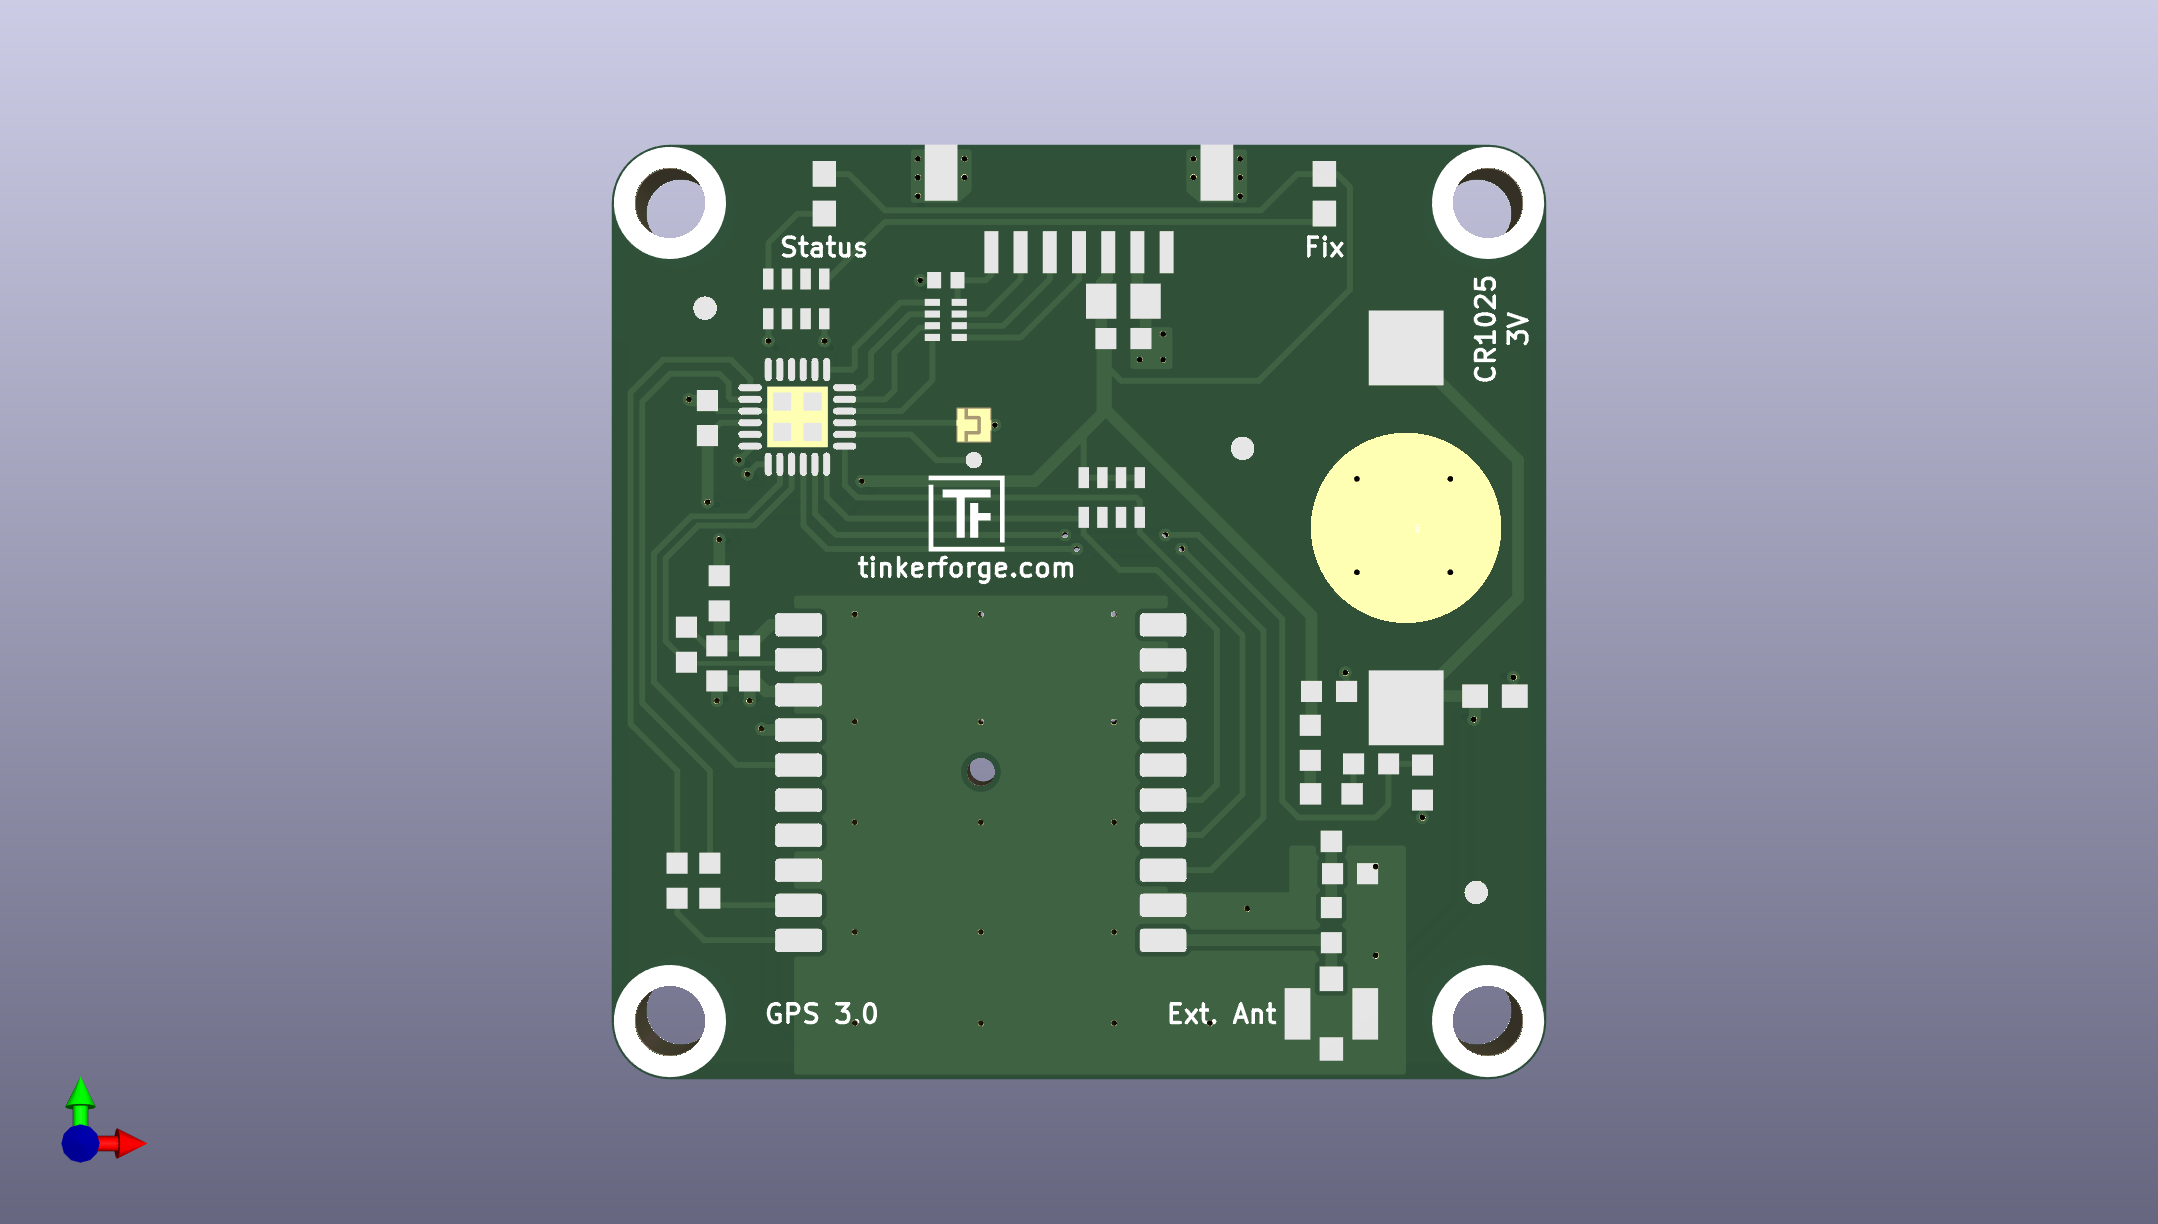 Status
Fix
CR1025
3V
TF
tinkerforge.com
GPS 3.0
Ext. Ant